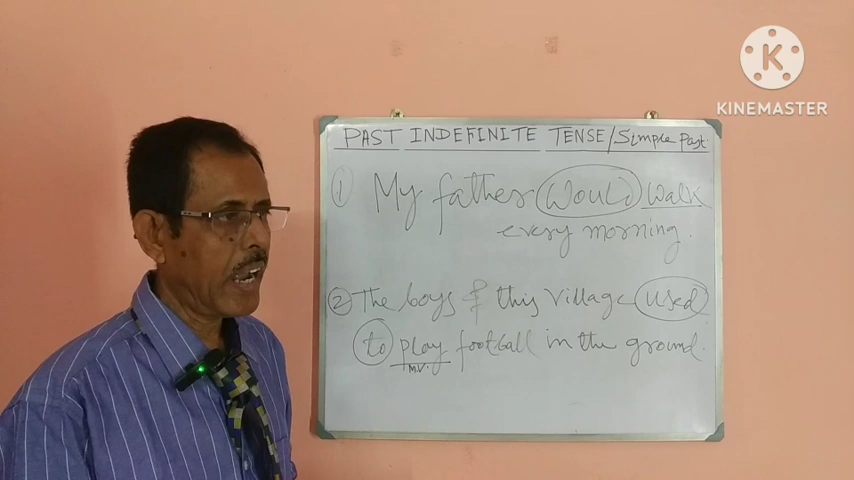 K
KINEMASTER
PAST INDEFINITE TENSE/Simple Past
① My father Would Walk
every morning.
② The boys of this village used
to play football in the ground.
M.V.